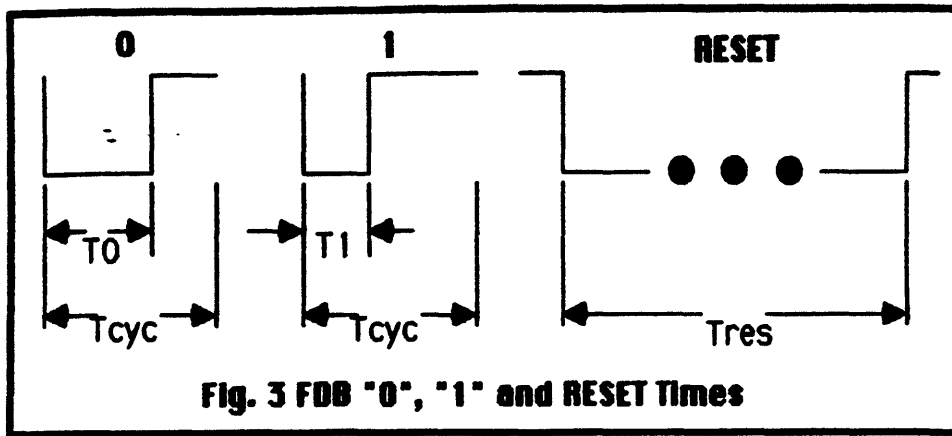 0 1 RESET
T0 T1
Tcyc Tcyc Tres
Fig. 3 FDB "0", "1" and RESET Times